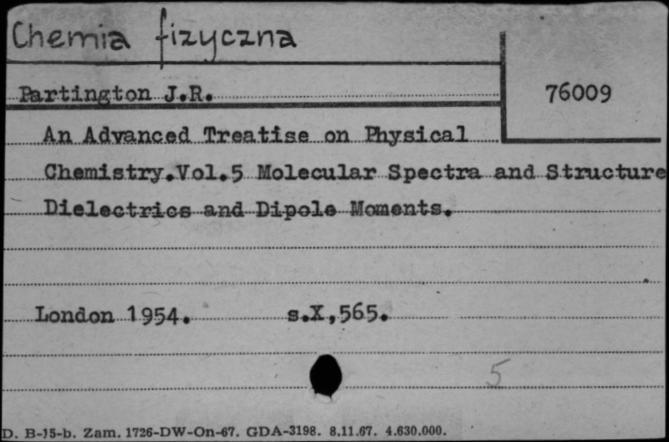 Chemia fizyczna
Partington J.R.
76009
An Advanced Treatise on Physical
Chemistry.Vol.5 Molecular Spectra and Structure
Dielectrics and Dipole Moments.
London 1954. s.X,565.
5
D. B-15-b. Zam. 1726-DW-On-67. GDA-3198. 8.11.67. 4.630.000.